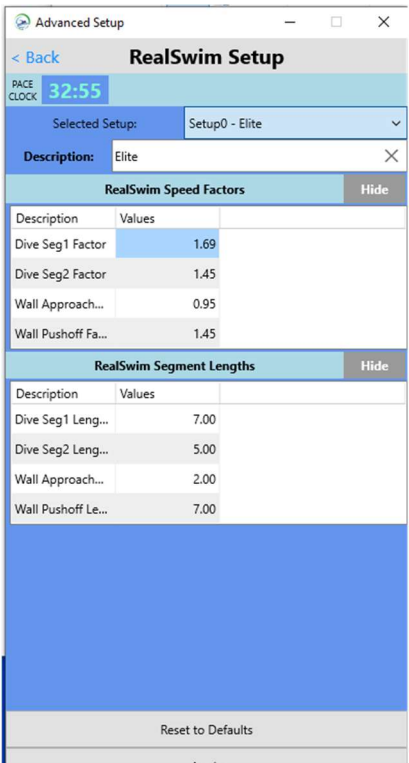 Advanced Setup
< Back RealSwim Setup
PACE
CLOCK 32:55
Selected Setup: Setup0 - Elite
Description: Elite
RealSwim Speed Factors Hide
Description Values
Dive Seg1 Factor 1.69
Dive Seg2 Factor 1.45
Wall Approach... 0.95
Wall Pushoff Fa... 1.45
RealSwim Segment Lengths Hide
Description Values
Dive Seg1 Leng... 7.00
Dive Seg2 Leng... 5.00
Wall Approach... 2.00
Wall Pushoff Le... 7.00
Reset to Defaults